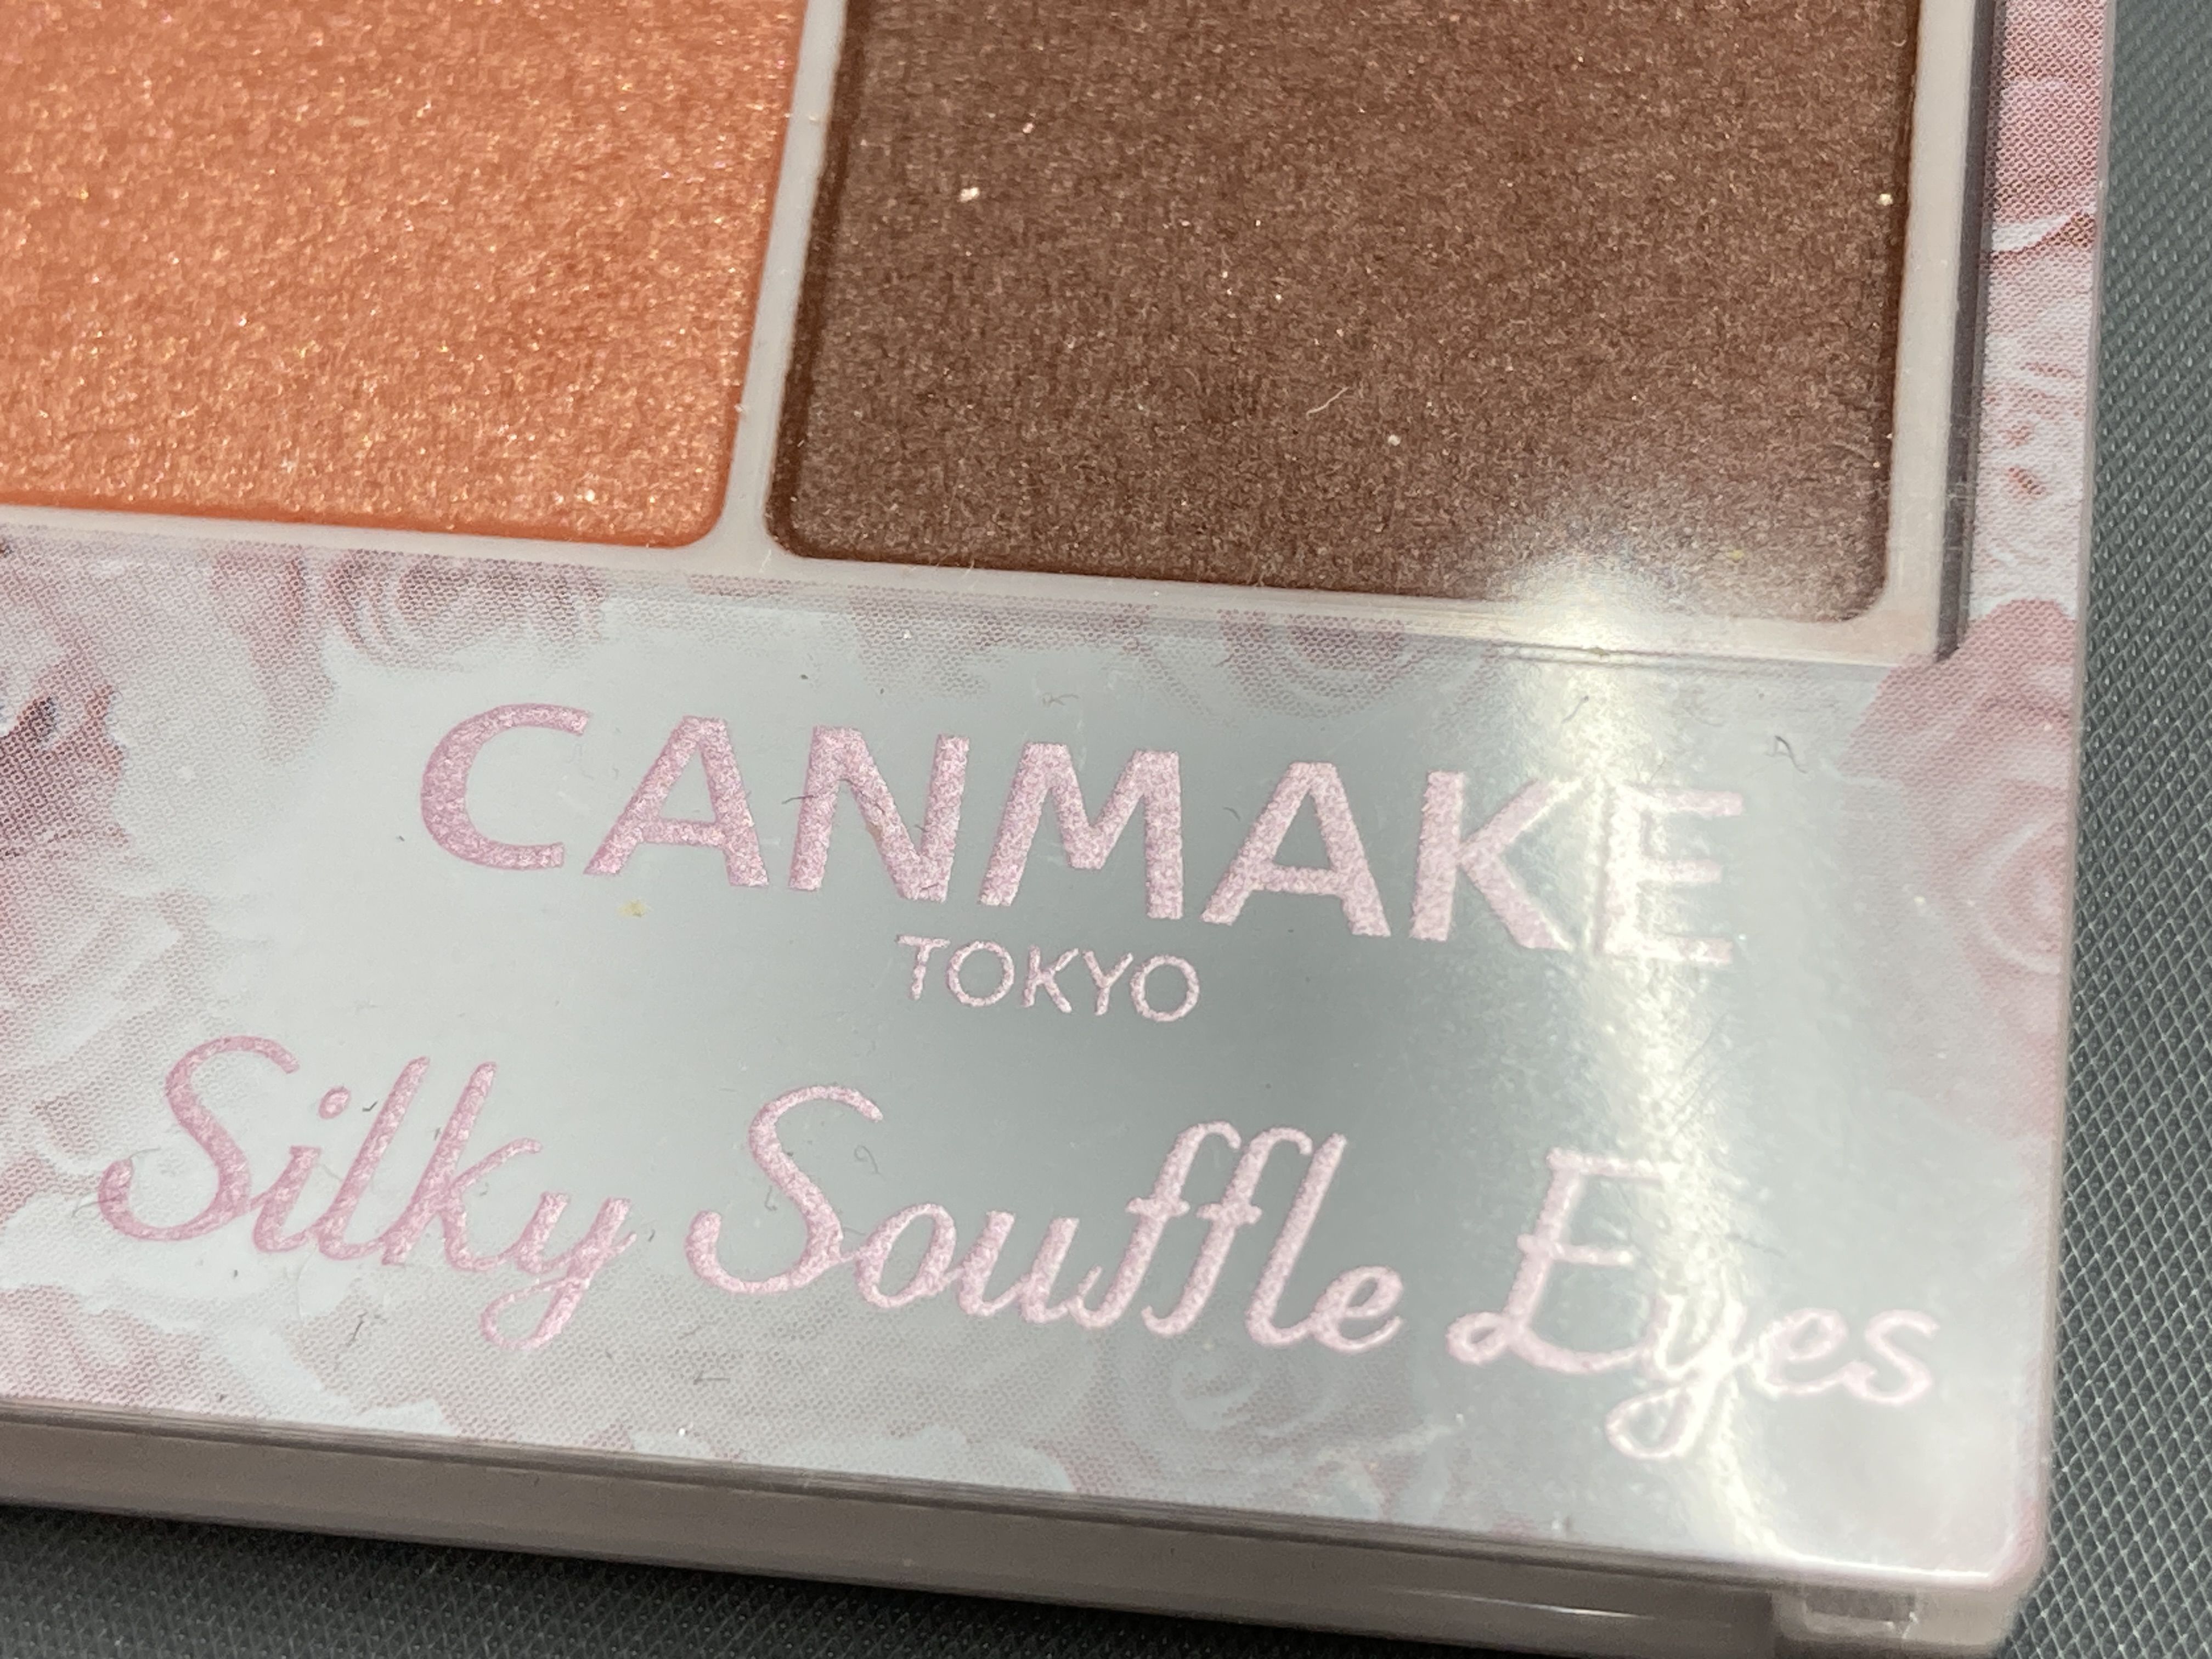 CANMAKE
TOKYO
Silky Souffle Eyes